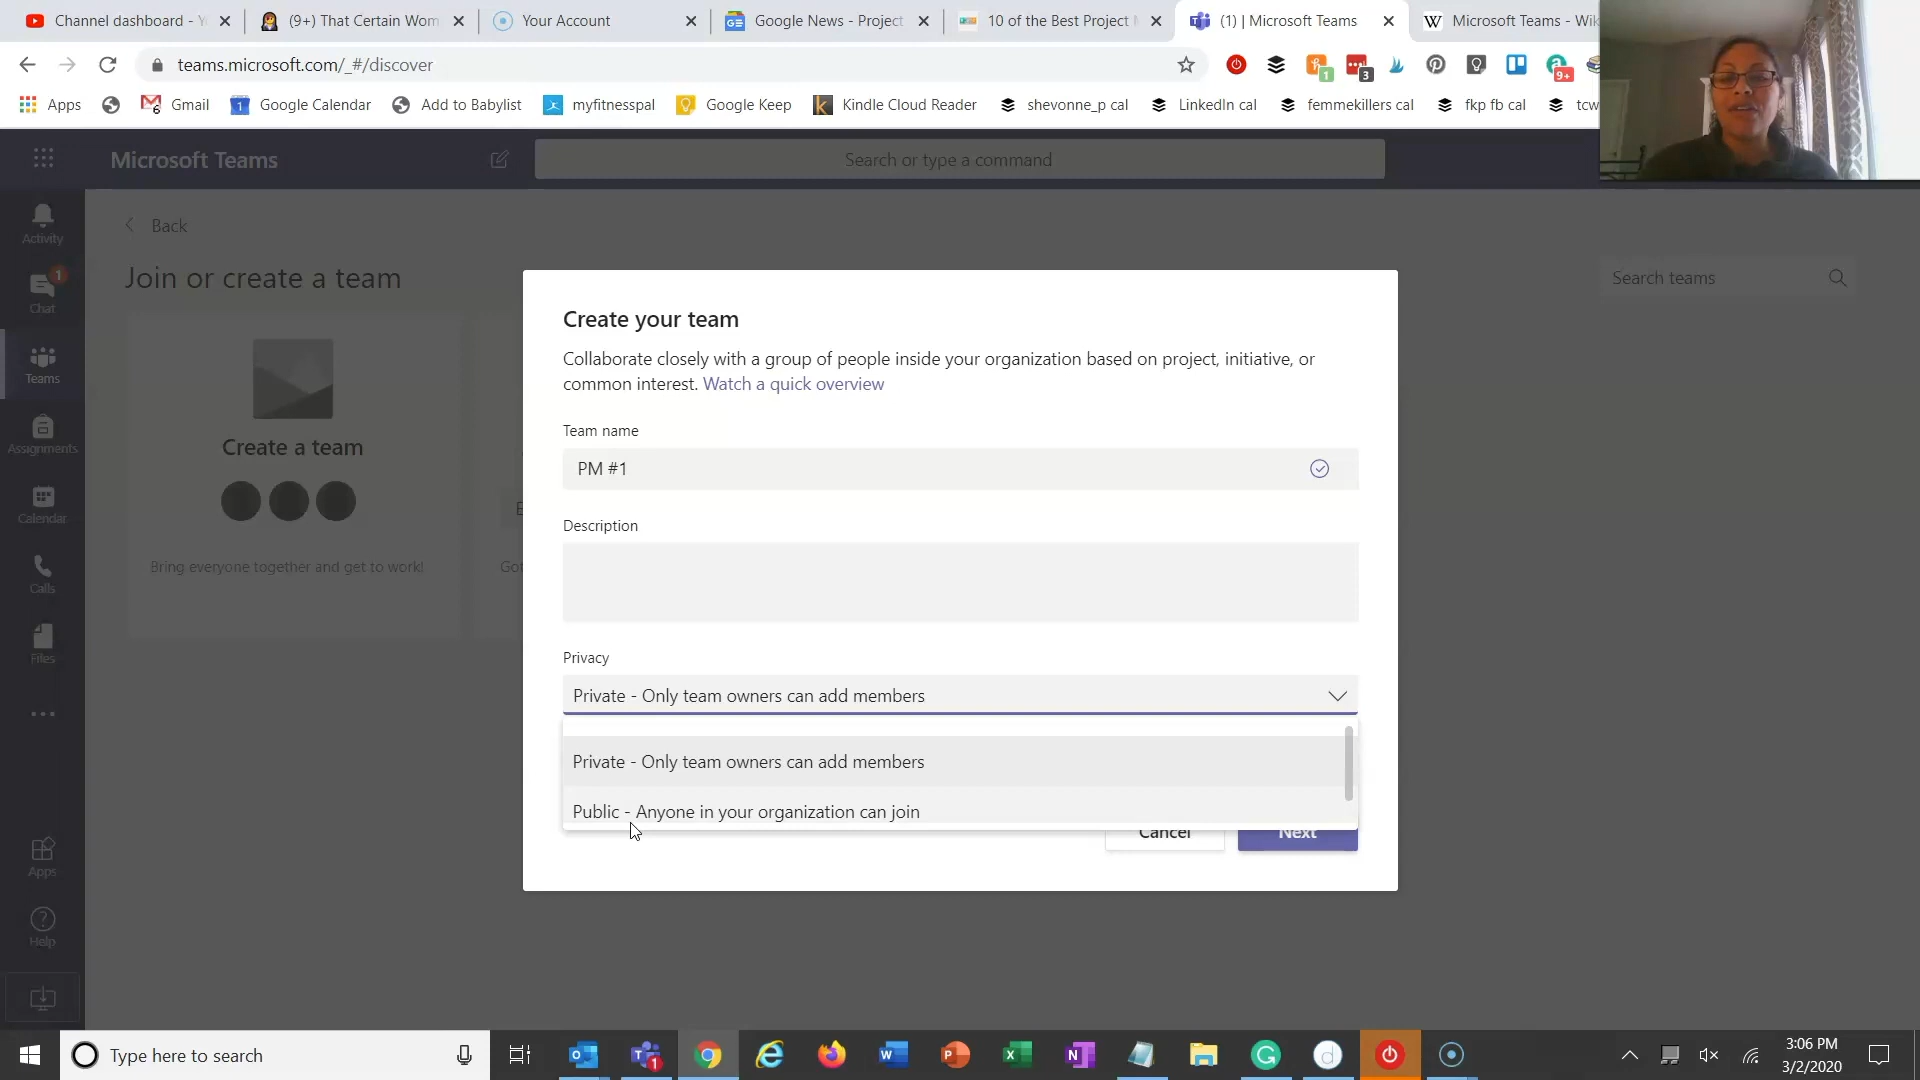 Channel dashboard - Y
(9+) That Certain Wom
Your Account
Google News - Project
10 of the Best Project
(1) | Microsoft Teams
Microsoft Teams - Wik
teams.microsoft.com/_#/discover
1
3
9+
Apps
Gmail
Google Calendar
Add to Babylist
myfitnesspal
Google Keep
Kindle Cloud Reader
shevonne_p cal
LinkedIn cal
femmekillers cal
fkp fb cal
tcw
Microsoft Teams
Search or type a command
Activity
Chat
1
Teams
Assignments
Calendar
Calls
Files
Apps
Help
Back
Join or create a team
Search teams
Create a team
Bring everyone together and get to work!
Create your team
Collaborate closely with a group of people inside your organization based on project, initiative, or
common interest. Watch a quick overview
Team name
PM #1
Description
Privacy
Private - Only team owners can add members
Private - Only team owners can add members
Public - Anyone in your organization can join
Cancel
Next
Type here to search
1
3:06 PM
3/2/2020